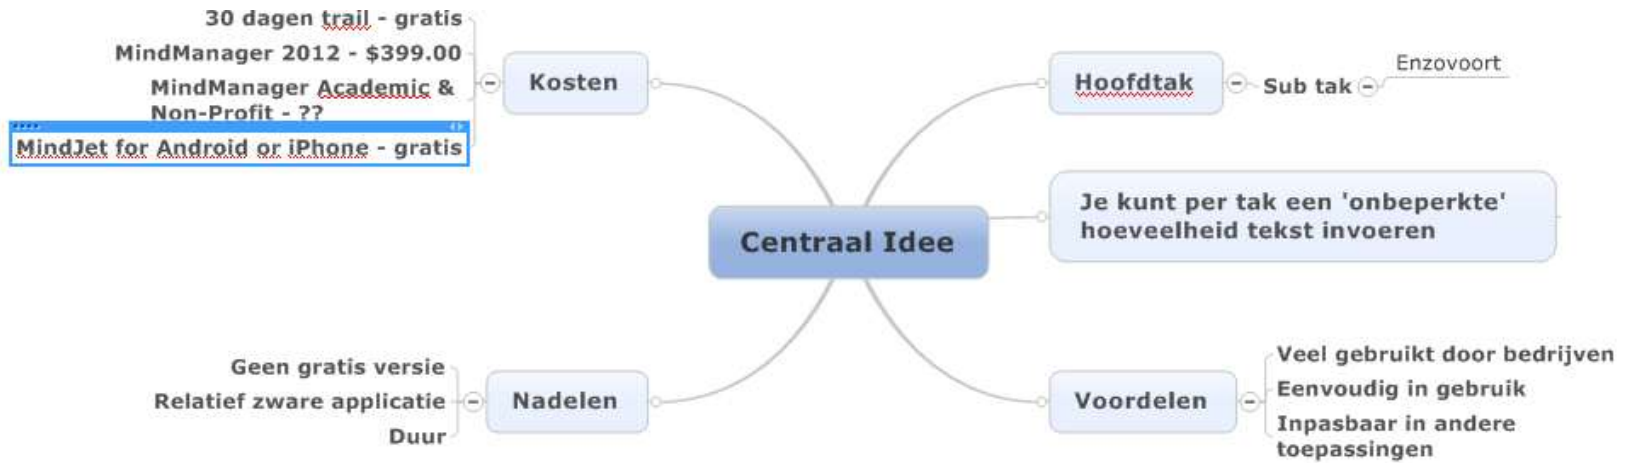 30 dagen trail - gratis
MindManager 2012 - $399.00
MindManager Academic &
Non-Profit - ??
MindJet for Android or iPhone - gratis
Kosten
Hoofdtak
Sub tak
Enzovoort
Je kunt per tak een 'onbeperkte'
hoeveelheid tekst invoeren
Centraal Idee
Geen gratis versie
Relatief zware applicatie
Duur
Nadelen
Voordelen
Veel gebruikt door bedrijven
Eenvoudig in gebruik
Inpasbaar in andere
toepassingen